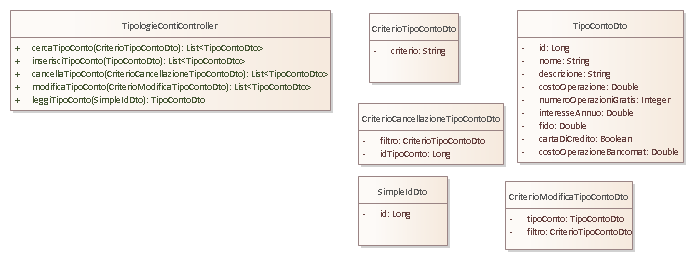 TipologieContiController
+ cercaTipoConto(CriterioTipoContoDto): List<TipoContoDto>
+ inserisciTipoConto(TipoContoDto): List<TipoContoDto>
+ cancellaTipoConto(CriterioCancellazioneTipoContoDto): List<TipoContoDto>
+ modificaTipoConto(CriterioModificaTipoContoDto): List<TipoContoDto>
+ leggiTipoConto(SimpleIdDto): TipoContoDto
CriterioTipoContoDto
- criterio: String
CriterioCancellazioneTipoContoDto
- filtro: CriterioTipoContoDto
- idTipoConto: Long
SimpleIdDto
- id: Long
TipoContoDto
- id: Long
- nome: String
- descrizione: String
- costoOperazione: Double
- numeroOperazioniGratis: Integer
- interesseAnnuo: Double
- fido: Double
- cartaDiCredito: Boolean
- costoOperazioneBancomat: Double
CriterioModificaTipoContoDto
- tipoConto: TipoContoDto
- filtro: CriterioTipoContoDto